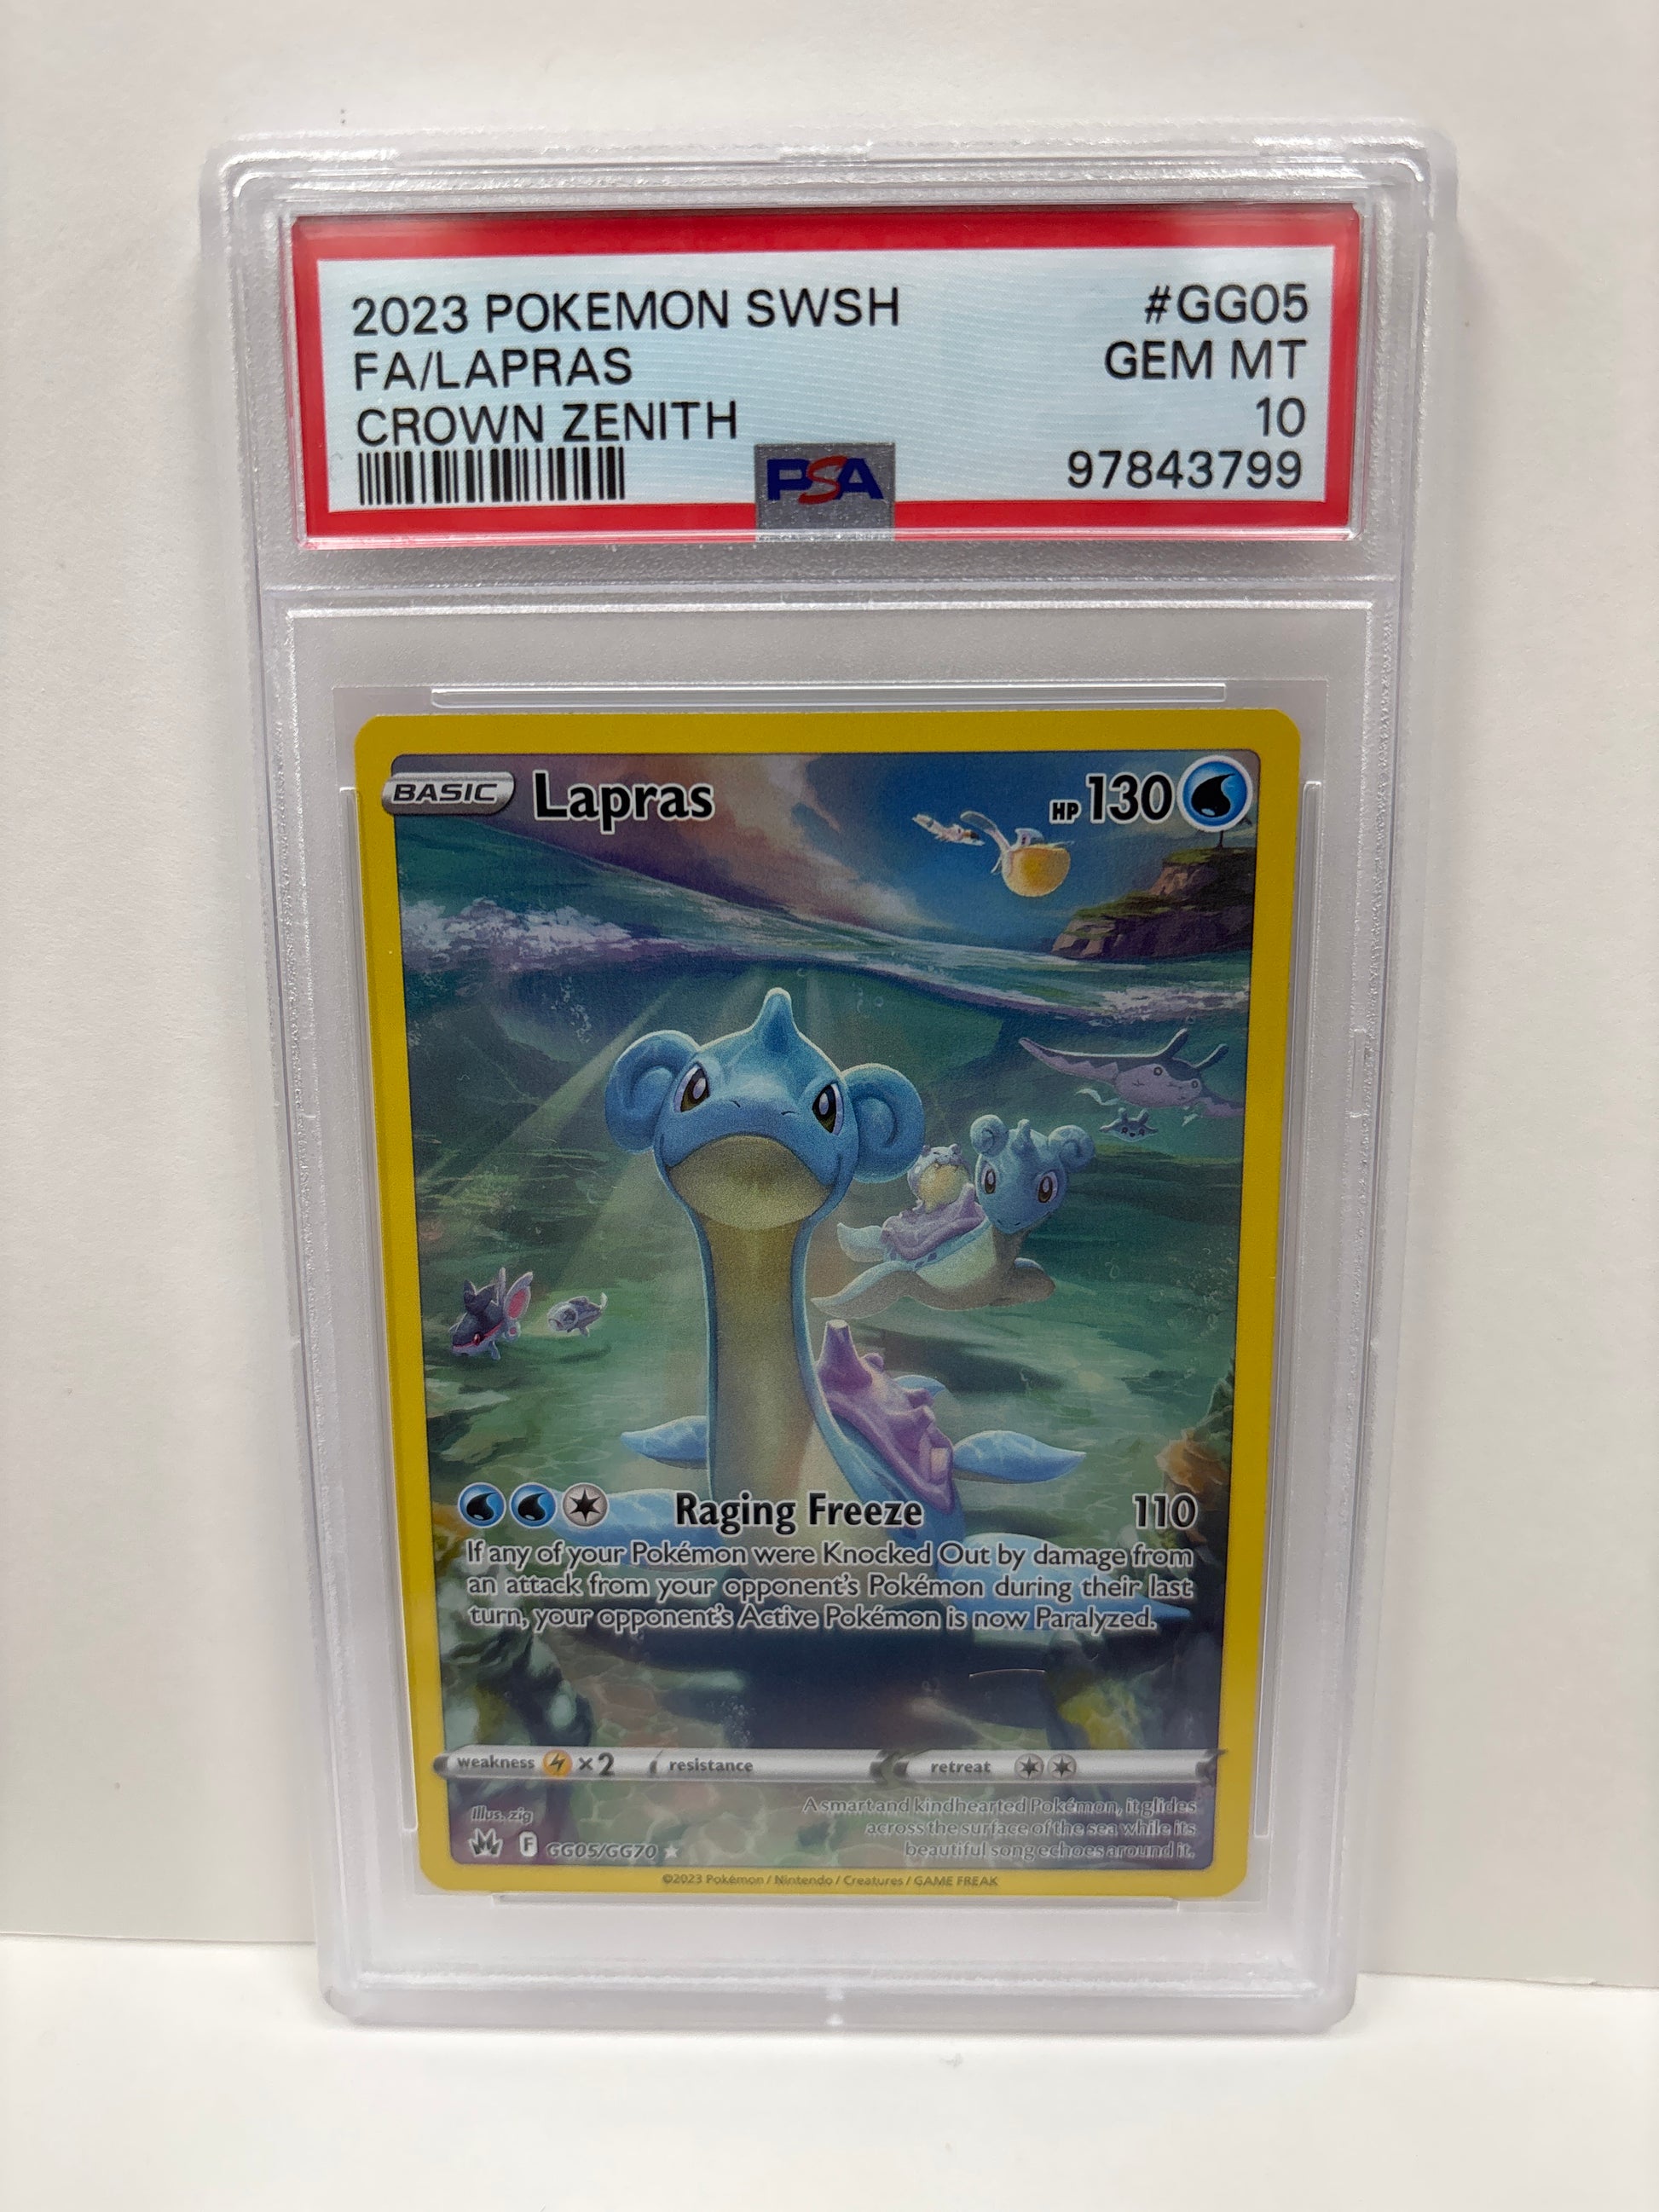 2023 POKEMON SWSH #GG05
FA/LAPRAS GEM MT
CROWN ZENITH 10
PSA 97843799
BASIC Lapras HP 130
Raging Freeze 110
If any of your Pokémon were Knocked Out by damage from
an attack from your opponent's Pokémon during their last
turn, your opponent's Active Pokémon is now Paralyzed.
weakness ×2 resistance retreat
Illus. zig
A smart and kindhearted Pokémon, it glides
across the surface of the sea while its
beautiful song echoes around it.
F GG05/GG70 ★
©2023 Pokémon / Nintendo / Creatures / GAME FREAK